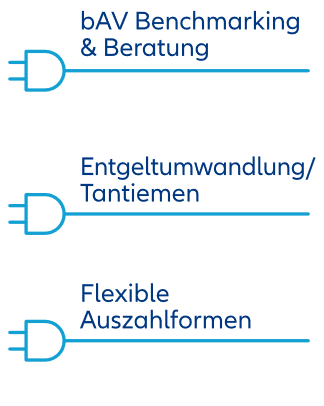 bAV Benchmarking
& Beratung
Entgeltumwandlung/
Tantiemen
Flexible
Auszahlformen